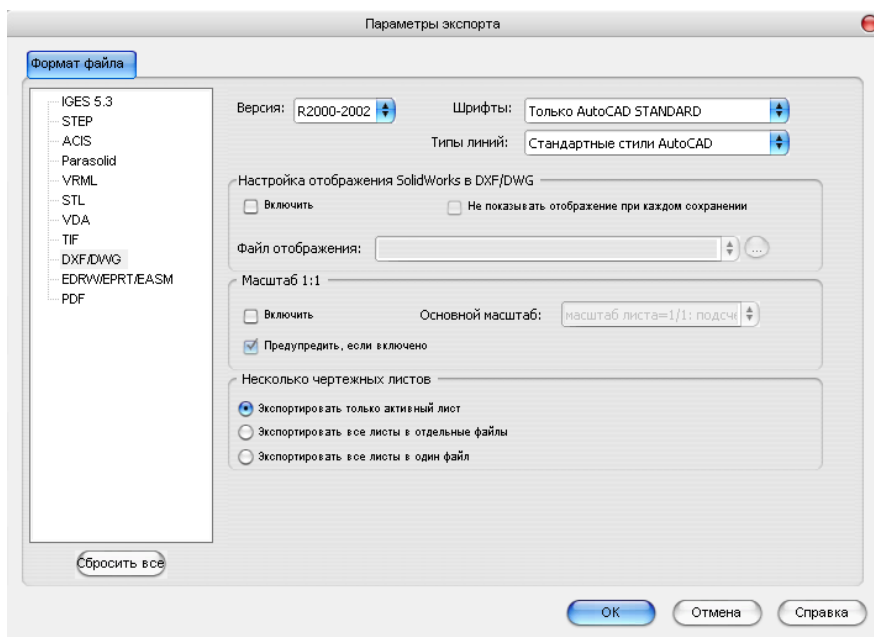 Параметры экспорта
Формат файла
IGES 5.3
STEP
ACIS
Parasolid
VRML
STL
VDA
TIF
DXF/DWG
EDRW/EPRT/EASM
PDF
Сбросить все
Версия: R2000-2002 Шрифты: Только AutoCAD STANDARD
Типы линий: Стандартные стили AutoCAD
Настройка отображения SolidWorks в DXF/DWG
Включить Не показывать отображение при каждом сохранении
Файл отображения: ...
Масштаб 1:1
Включить Основной масштаб: масштаб листа=1/1: подсче
Предупредить, если включено
Несколько чертежных листов
Экспортировать только активный лист
Экспортировать все листы в отдельные файлы
Экспортировать все листы в один файл
OK Отмена Справка